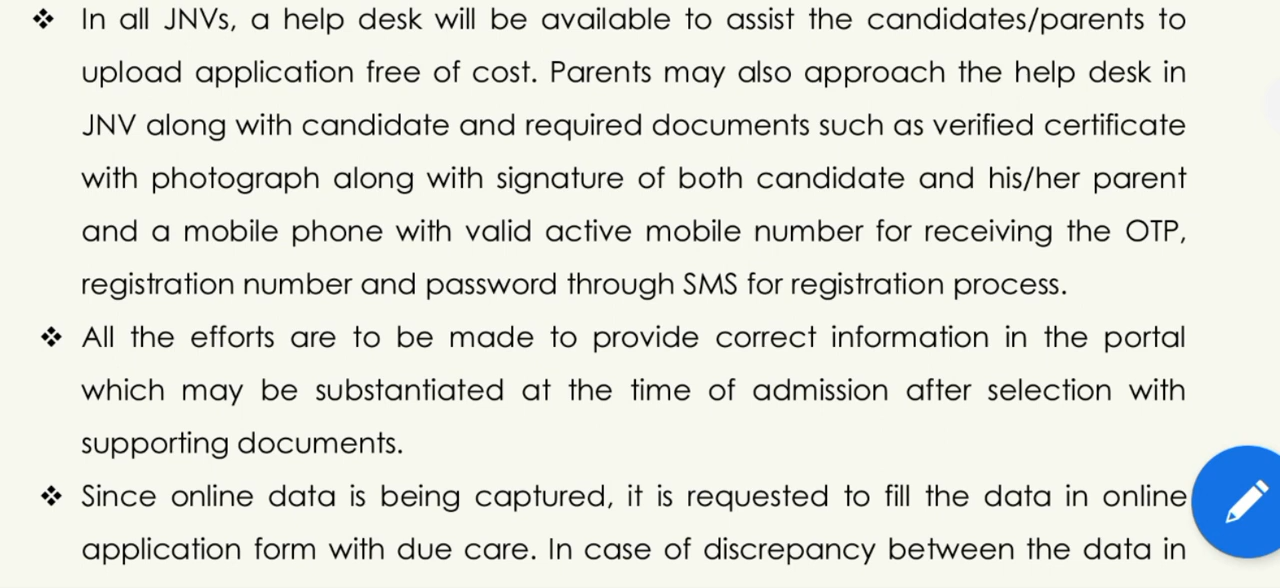 ❖ In all JNVs, a help desk will be available to assist the candidates/parents to
upload application free of cost. Parents may also approach the help desk in
JNV along with candidate and required documents such as verified certificate
with photograph along with signature of both candidate and his/her parent
and a mobile phone with valid active mobile number for receiving the OTP,
registration number and password through SMS for registration process.
❖ All the efforts are to be made to provide correct information in the portal
which may be substantiated at the time of admission after selection with
supporting documents.
❖ Since online data is being captured, it is requested to fill the data in online
application form with due care. In case of discrepancy between the data in